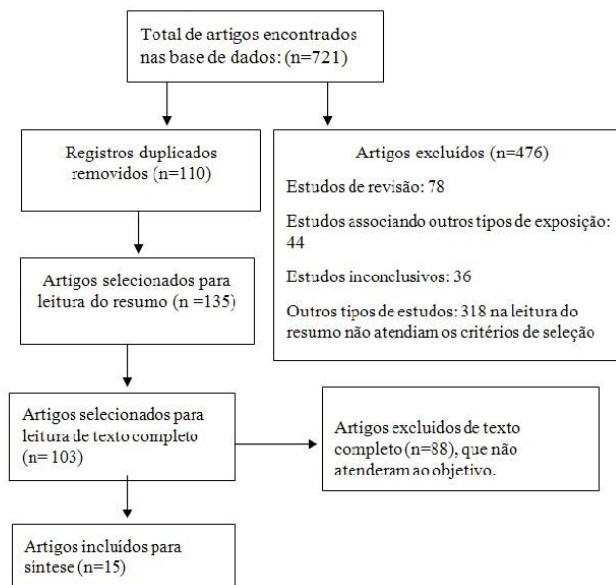 Total de artigos encontrados
nas base de dados: (n=721)
Registros duplicados
removidos (n=110)
Artigos excluídos (n=476)
Estudos de revisão: 78
Estudos associando outros tipos de exposição:
44
Estudos inconclusivos: 36
Outros tipos de estudos: 318 na leitura do
resumo não atendiam os critérios de seleção
Artigos selecionados para
leitura do resumo (n =135)
Artigos selecionados para
leitura de texto completo
(n= 103)
Artigos excluídos de texto
completo (n=88), que não
atenderam ao objetivo.
Artigos incluídos para
síntese (n=15)